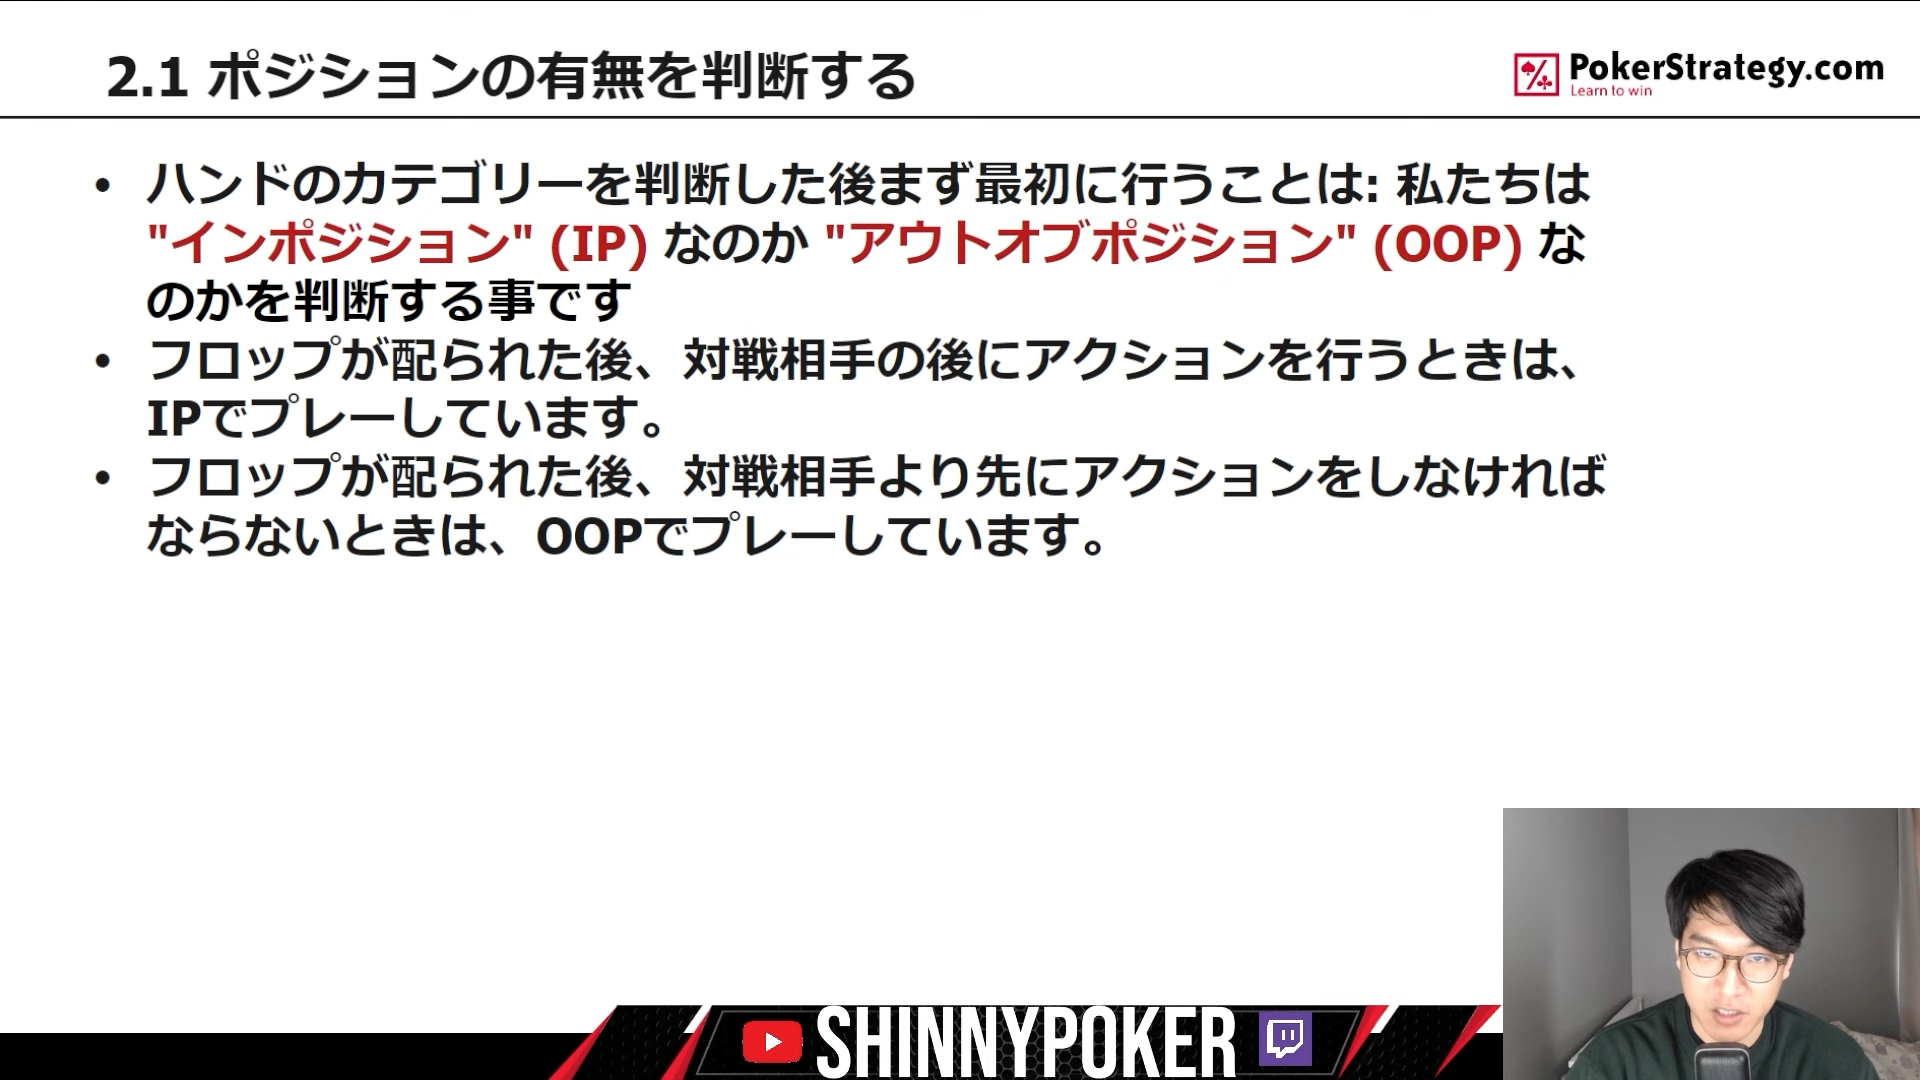 2.1 ポジションの有無を判断する
PokerStrategy.com
Learn to win
• ハンドのカテゴリーを判断した後まず最初に行うことは: 私たちは
"インポジション" (IP) なのか "アウトオブポジション" (OOP) な
のかを判断する事です
• フロップが配られた後、対戦相手の後にアクションを行うときは、
IPでプレーしています。
• フロップが配られた後、対戦相手より先にアクションをしなければ
ならないときは、OOPでプレーしています。
SHINNYPOKER